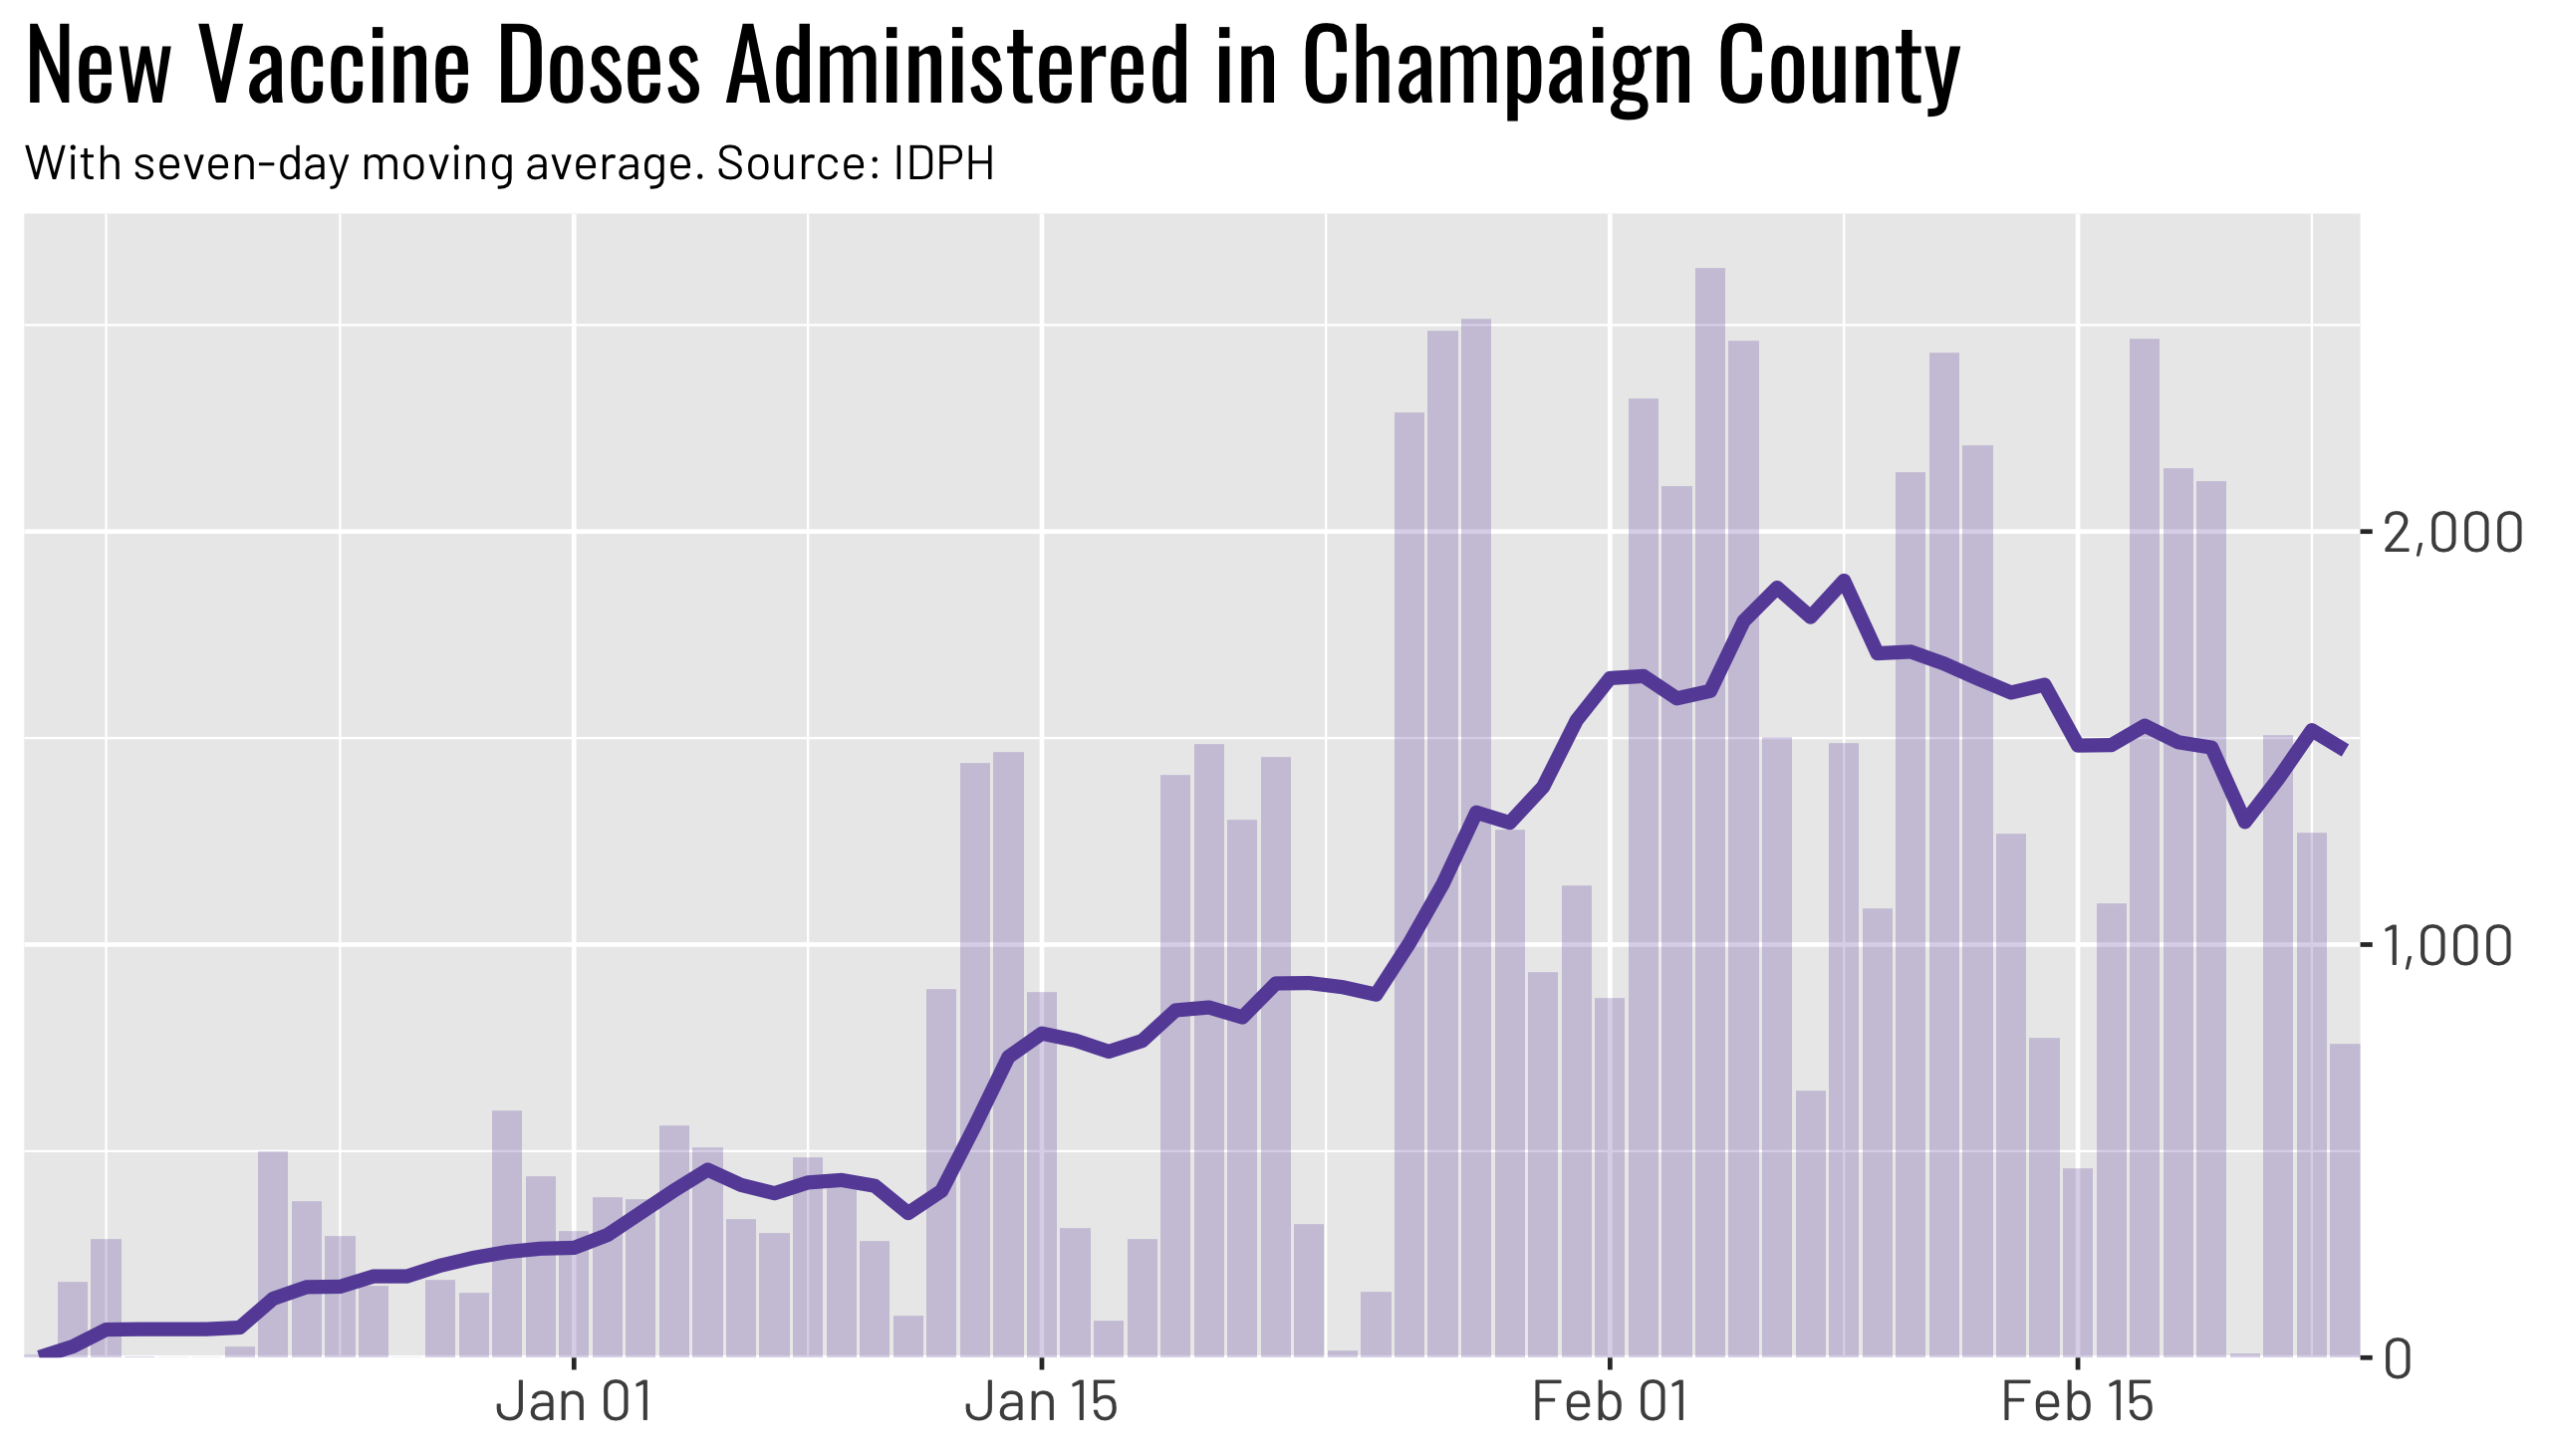 New Vaccine Doses Administered in Champaign County
With seven-day moving average. Source: IDPH
2,000
1,000
0
Jan 01 Jan 15 Feb 01 Feb 15